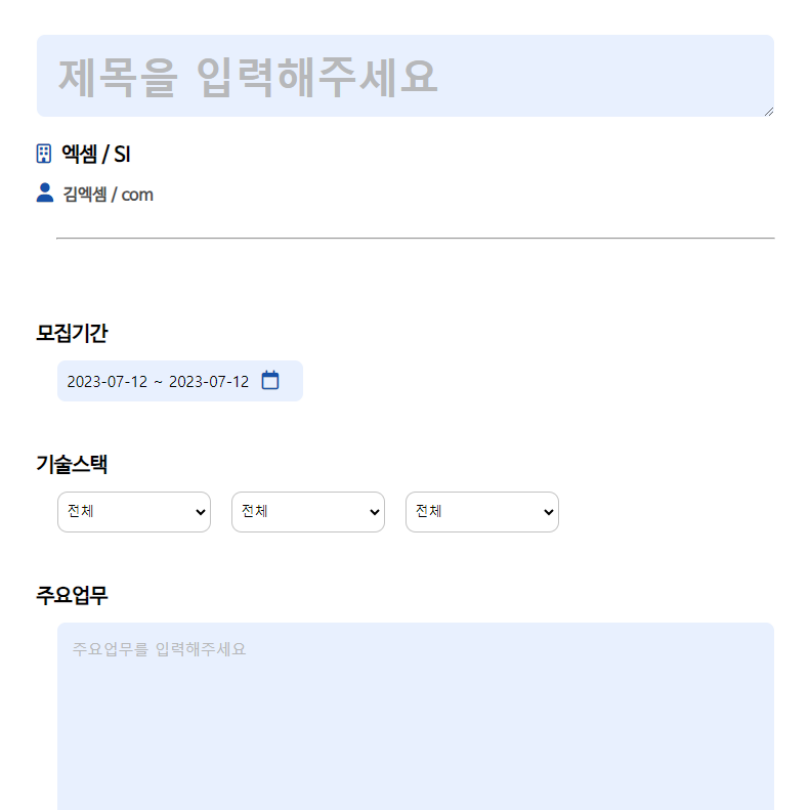 제목을 입력해주세요
엑셈 / SI
김엑셈 / com
모집기간
2023-07-12 ~ 2023-07-12
기술스택
전체 전체 전체
주요업무
주요업무를 입력해주세요